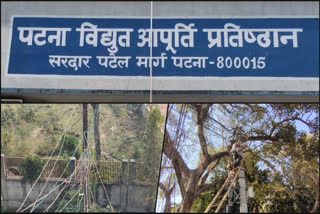 पटना विद्युत आपूर्ति प्रतिष्ठान
सरदार पटेल मार्ग पटना-800015